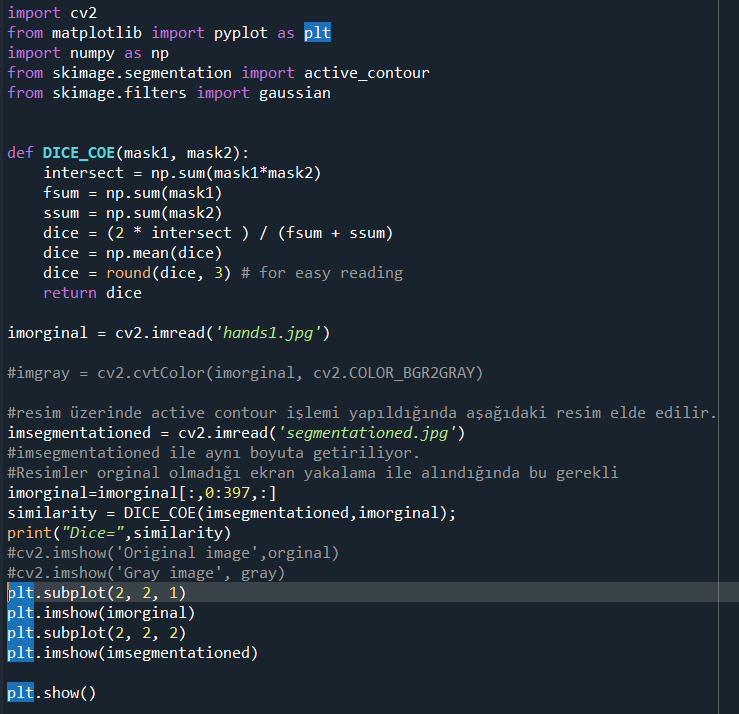 import cv2
from matplotlib import pyplot as plt
import numpy as np
from skimage.segmentation import active_contour
from skimage.filters import gaussian
def DICE_COE(mask1, mask2):
    intersect = np.sum(mask1*mask2)
    fsum = np.sum(mask1)
    ssum = np.sum(mask2)
    dice = (2 * intersect ) / (fsum + ssum)
    dice = np.mean(dice)
    dice = round(dice, 3) # for easy reading
    return dice
imorginal = cv2.imread('hands1.jpg')
#imgray = cv2.cvtColor(imorginal, cv2.COLOR_BGR2GRAY)
#resim üzerinde active contour işlemi yapıldığında aşağıdaki resim elde edilir.
imsegmentationed = cv2.imread('segmentationed.jpg')
#imsegmentationed ile aynı boyuta getiriliyor.
#Resimler orginal olmadığı ekran yakalama ile alındığında bu gerekli
imorginal=imorginal[:,0:397,:]
similarity = DICE_COE(imsegmentationed,imorginal);
print("Dice=",similarity)
#cv2.imshow('Original image',orginal)
#cv2.imshow('Gray image', gray)
plt.subplot(2, 2, 1)
plt.imshow(imorginal)
plt.subplot(2, 2, 2)
plt.imshow(imsegmentationed)
plt.show()